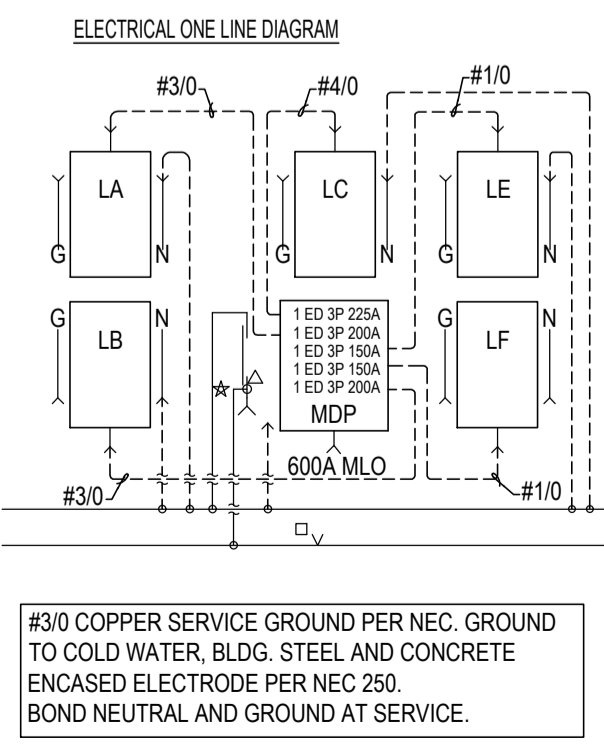 ELECTRICAL ONE LINE DIAGRAM
#3/0 #4/0 #1/0
LA LC LE
G N G N G N
G LB N
1 ED 3P 225A
1 ED 3P 200A
1 ED 3P 150A
1 ED 3P 150A
1 ED 3P 200A
MDP
G LF N
600A MLO
#3/0 #1/0
#3/0 COPPER SERVICE GROUND PER NEC. GROUND
TO COLD WATER, BLDG. STEEL AND CONCRETE
ENCASED ELECTRODE PER NEC 250.
BOND NEUTRAL AND GROUND AT SERVICE.